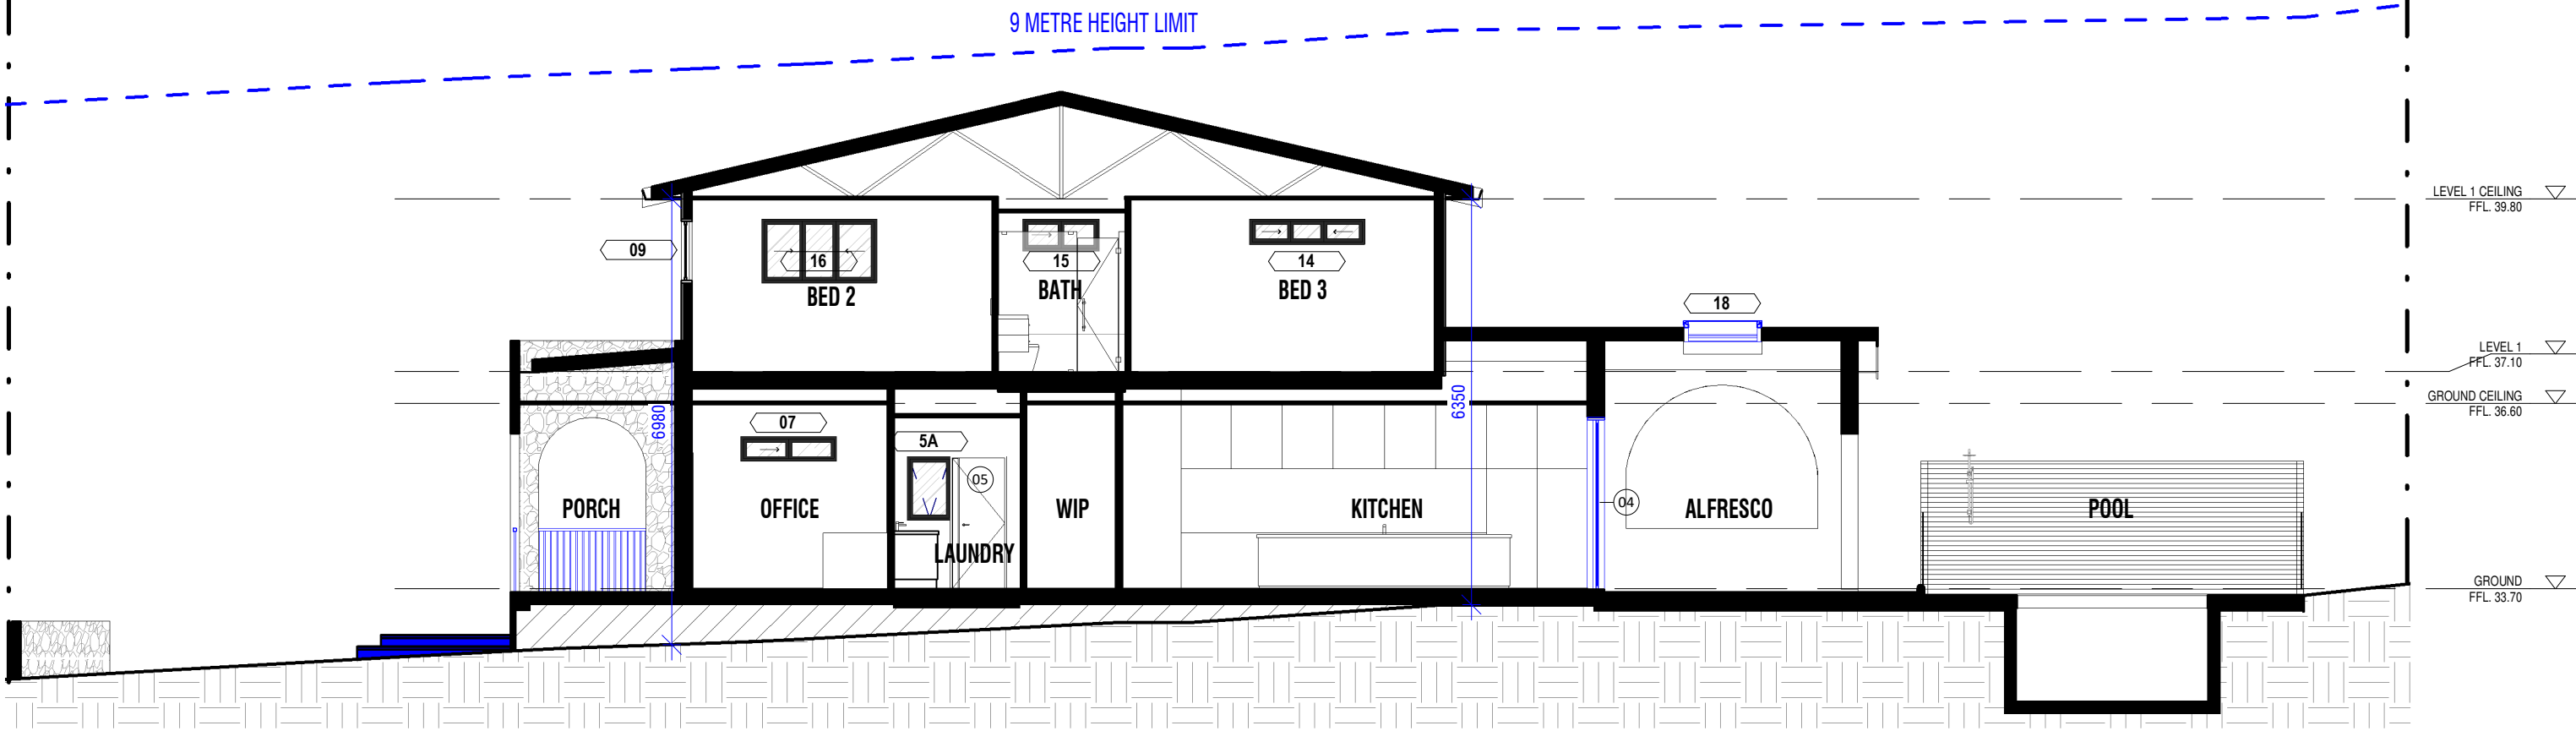 9 METRE HEIGHT LIMIT
LEVEL 1 CEILING
FFL. 39.80
09
16
15
14
BED 2
BATH
BED 3
18
LEVEL 1
FFL. 37.10
GROUND CEILING
FFL. 36.60
6980
6350
07
5A
05
04
PORCH
OFFICE
WIP
KITCHEN
ALFRESCO
POOL
LAUNDRY
GROUND
FFL. 33.70